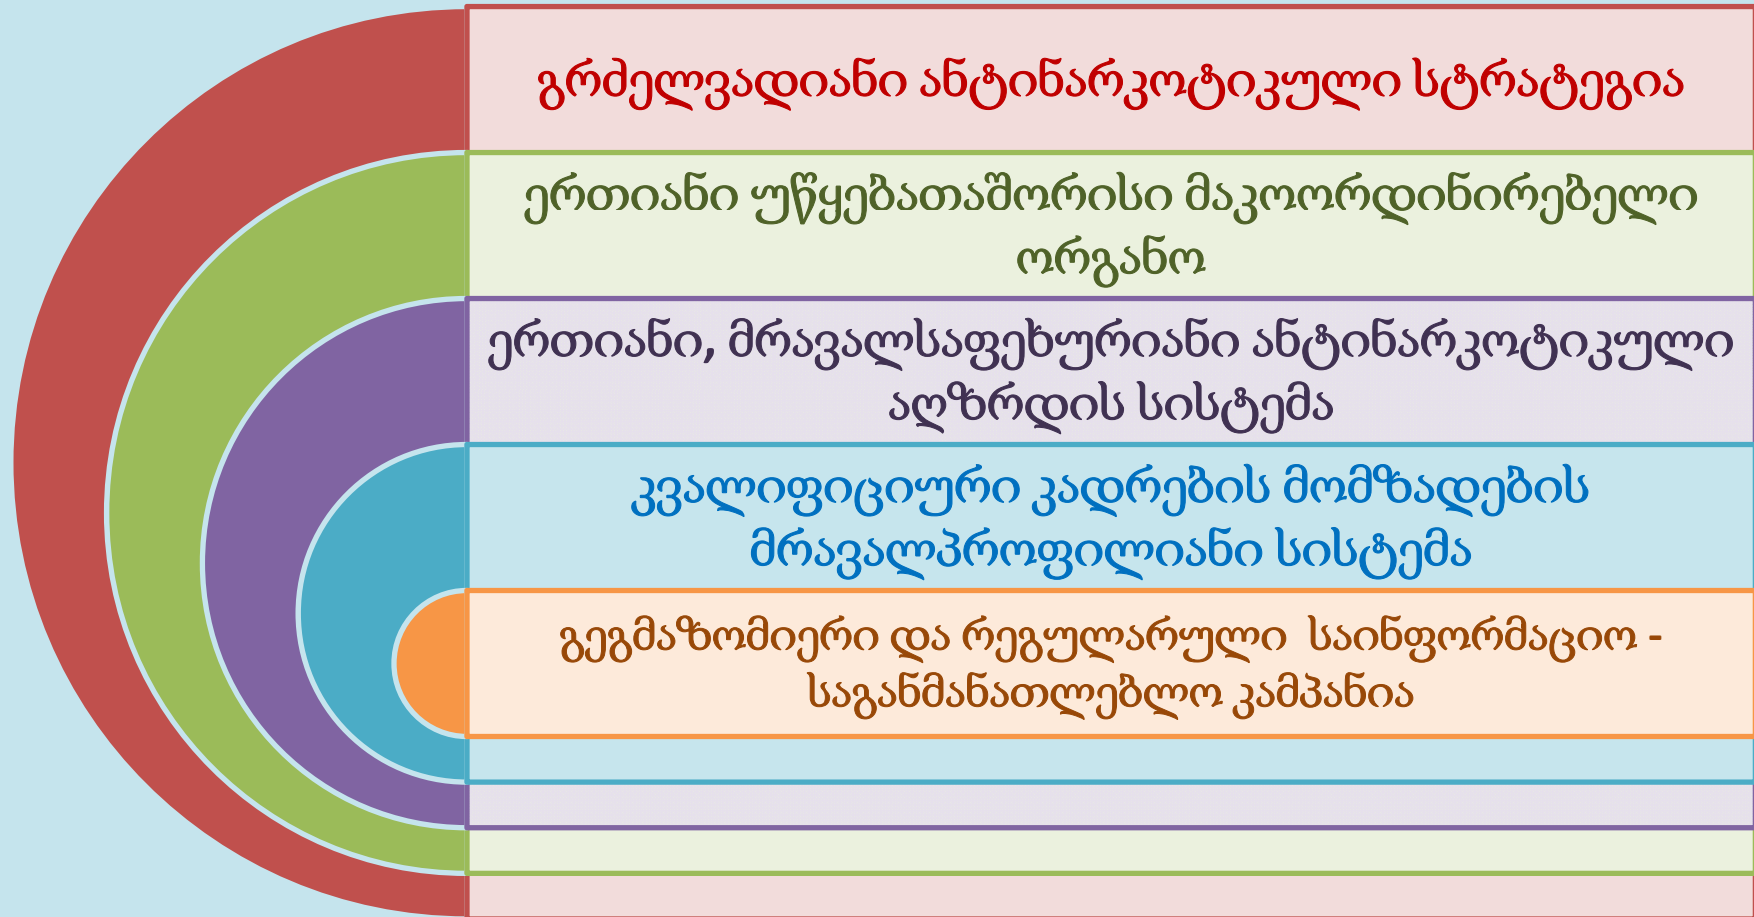 გრძელვადიანი ანტინარკოტიკული სტრატეგია
ერთიანი უწყებათაშორისი მაკოორდინირებელი
ორგანო
ერთიანი, მრავალსაფეხურიანი ანტინარკოტიკული
აღზრდის სისტემა
კვალიფიციური კადრების მომზადების
მრავალპროფილიანი სისტემა
გეგმაზომიერი და რეგულარული  საინფორმაციო -
საგანმანათლებლო კამპანია